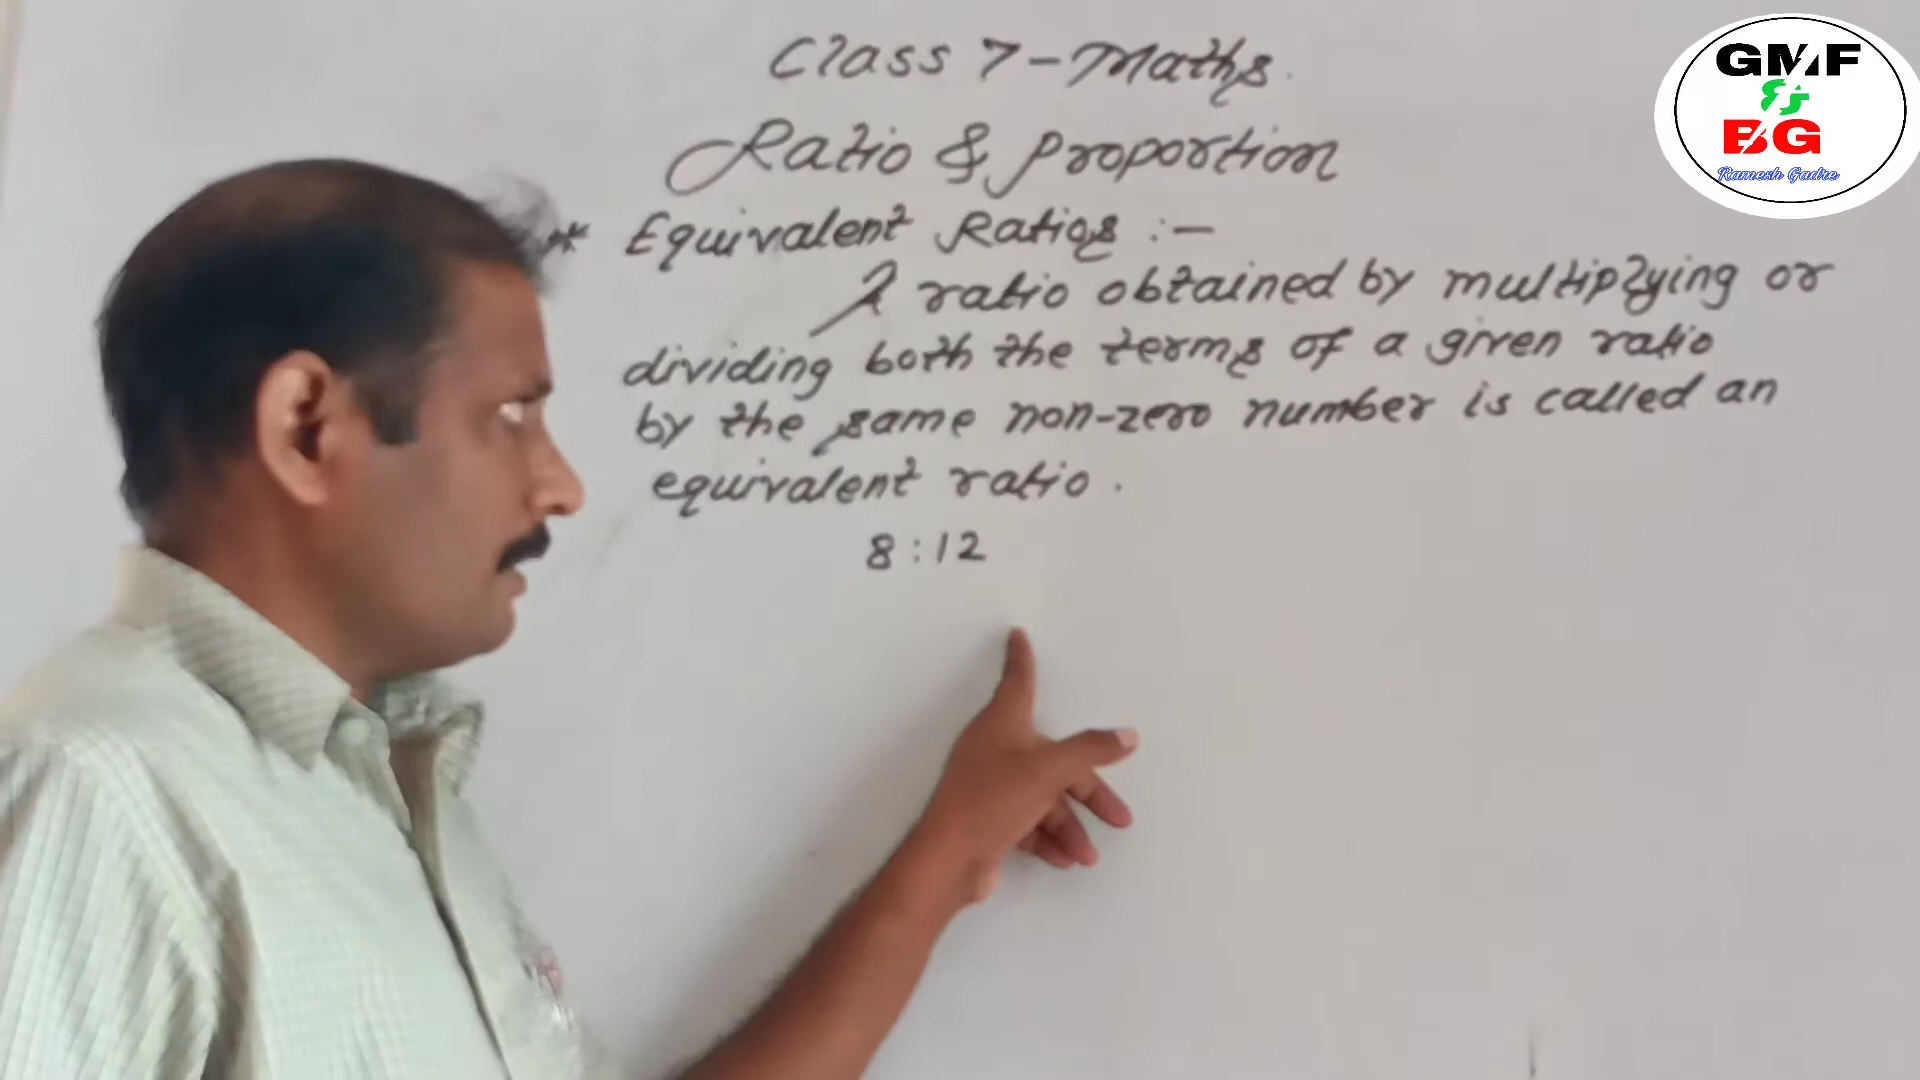 Class 7-Maths.
Ratio & Proportion
* Equivalent Ratios :-
A ratio obtained by multiplying or
dividing both the terms of a given ratio
by the same non-zero number is called an
equivalent ratio.
8:12
GMF
&
BG
Ramesh Gadre